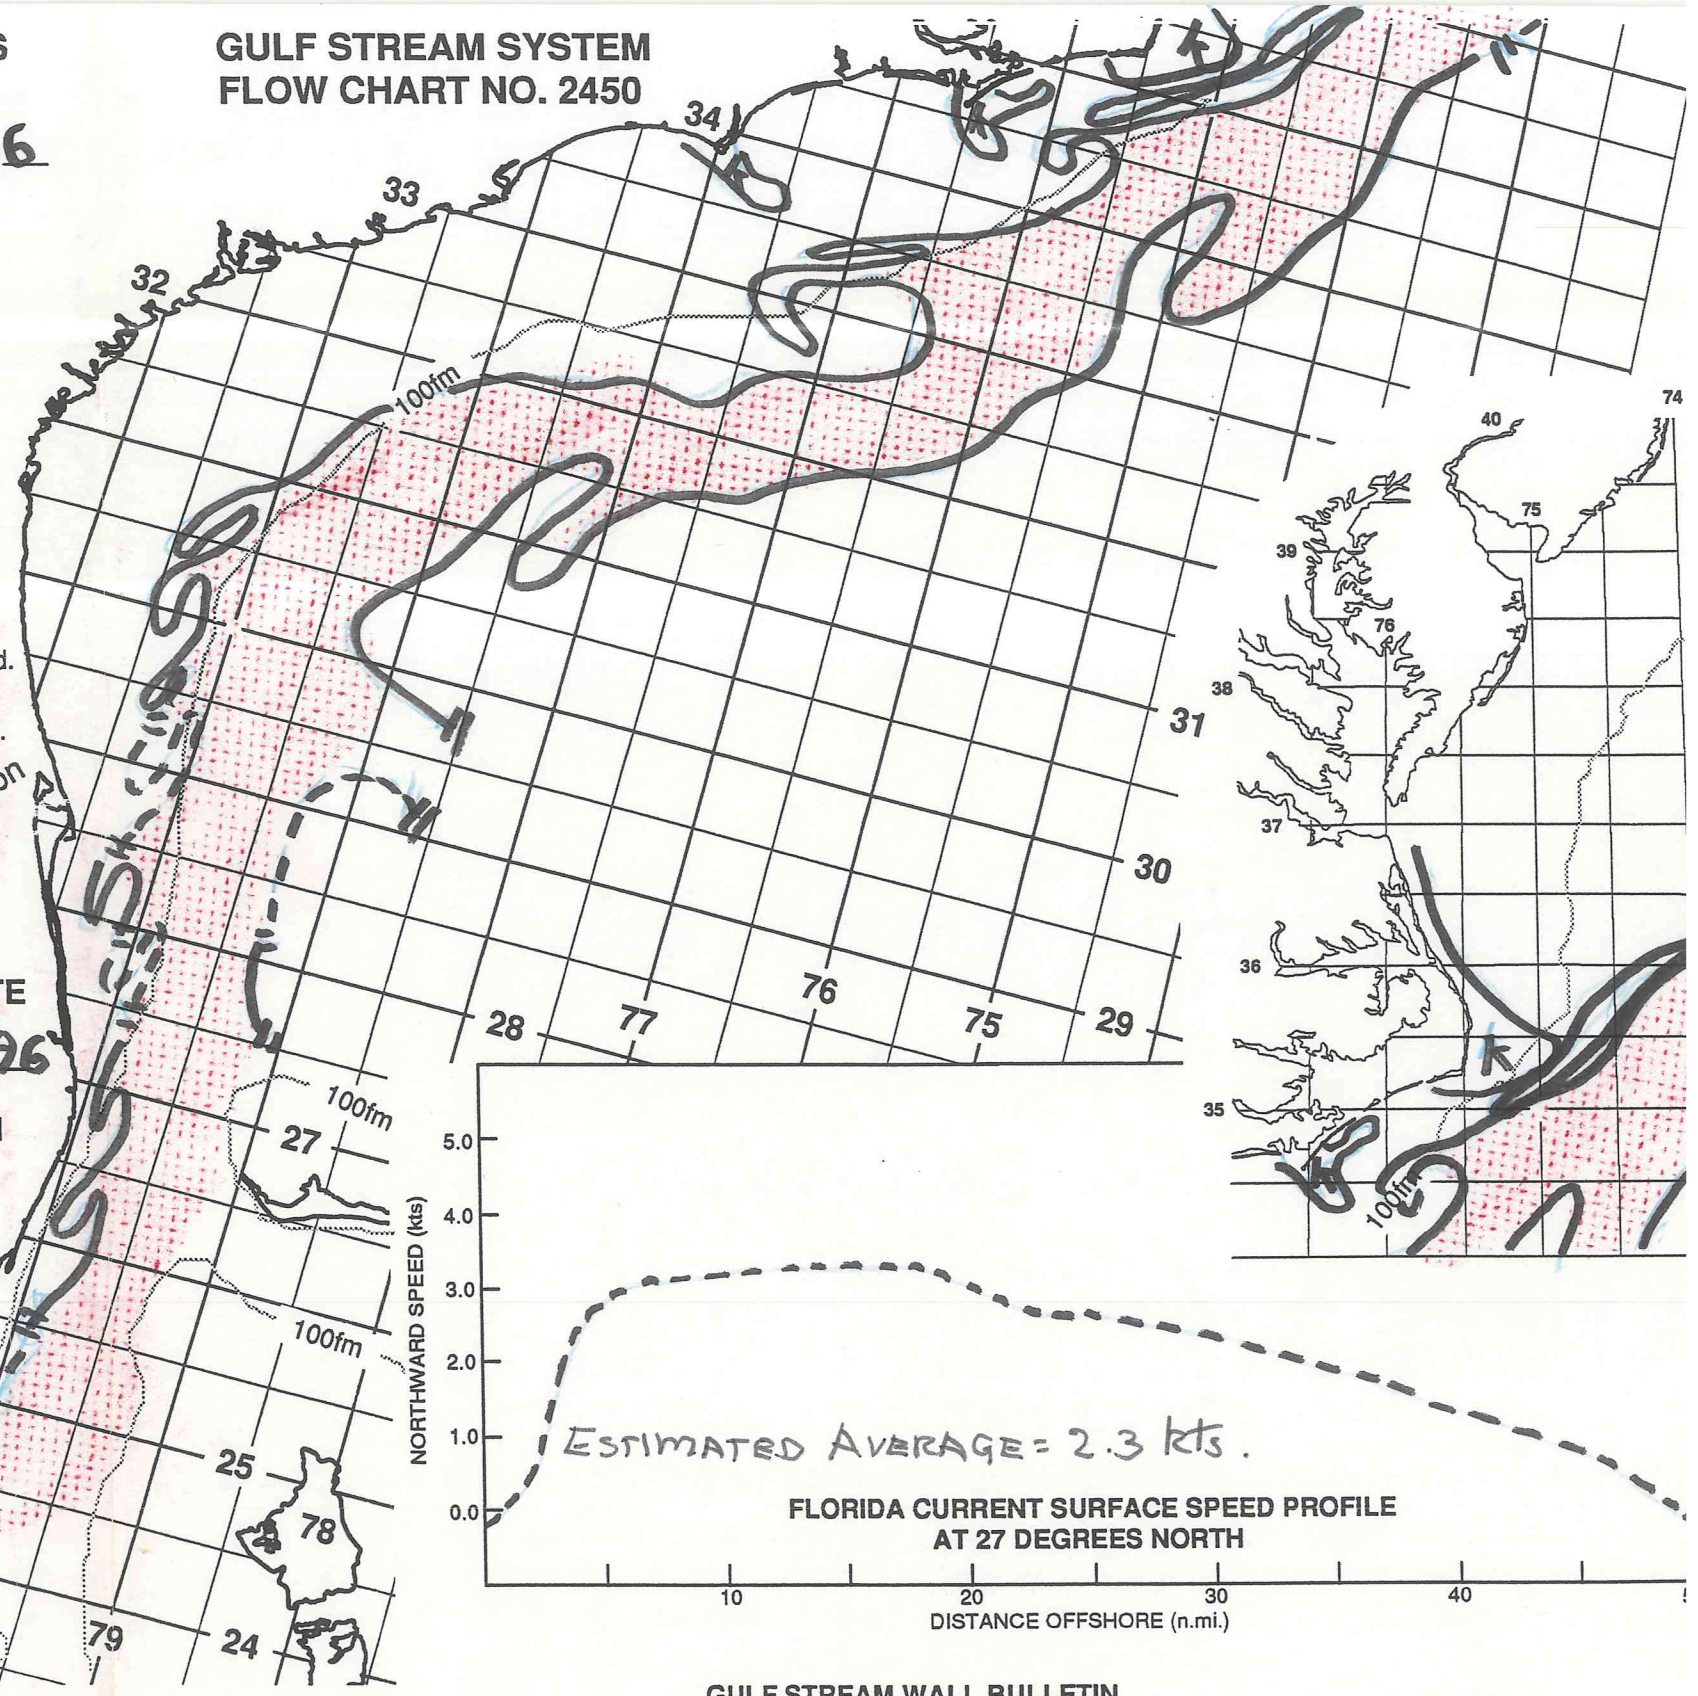 GULF STREAM SYSTEM
FLOW CHART NO. 2450
S
6
34
33
32
100fm
74
40
75
39
76
38
d.
31
.
on
37
30
36
TE
76
28
77
75
29
96
k
k
35
100fm
27
100fm
100fm
25
78
79
24
5.0
4.0
3.0
2.0
1.0
0.0
NORTHWARD SPEED (kts)
ESTIMATED AVERAGE = 2.3 kts.
FLORIDA CURRENT SURFACE SPEED PROFILE
AT 27 DEGREES NORTH
10 20 30 40
DISTANCE OFFSHORE (n.mi.)
GULF STREAM WALL BULLETIN